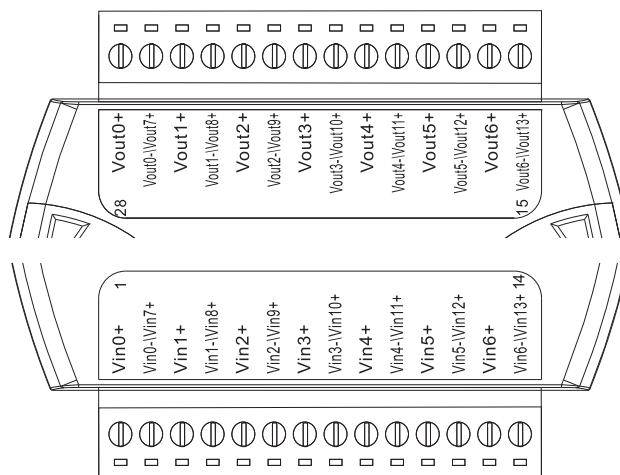 Vout0+
Vout0-\Vout7+
Vout1+
Vout1-\Vout8+
Vout2+
Vout2-\Vout9+
Vout3+
Vout3-\Vout10+
Vout4+
Vout4-\Vout11+
Vout5+
Vout5-\Vout12+
Vout6+
Vout6-\Vout13+
28
15
1
14
Vin0+
Vin0-\Vin7+
Vin1+
Vin1-\Vin8+
Vin2+
Vin2-\Vin9+
Vin3+
Vin3-\Vin10+
Vin4+
Vin4-\Vin11+
Vin5+
Vin5-\Vin12+
Vin6+
Vin6-\Vin13+